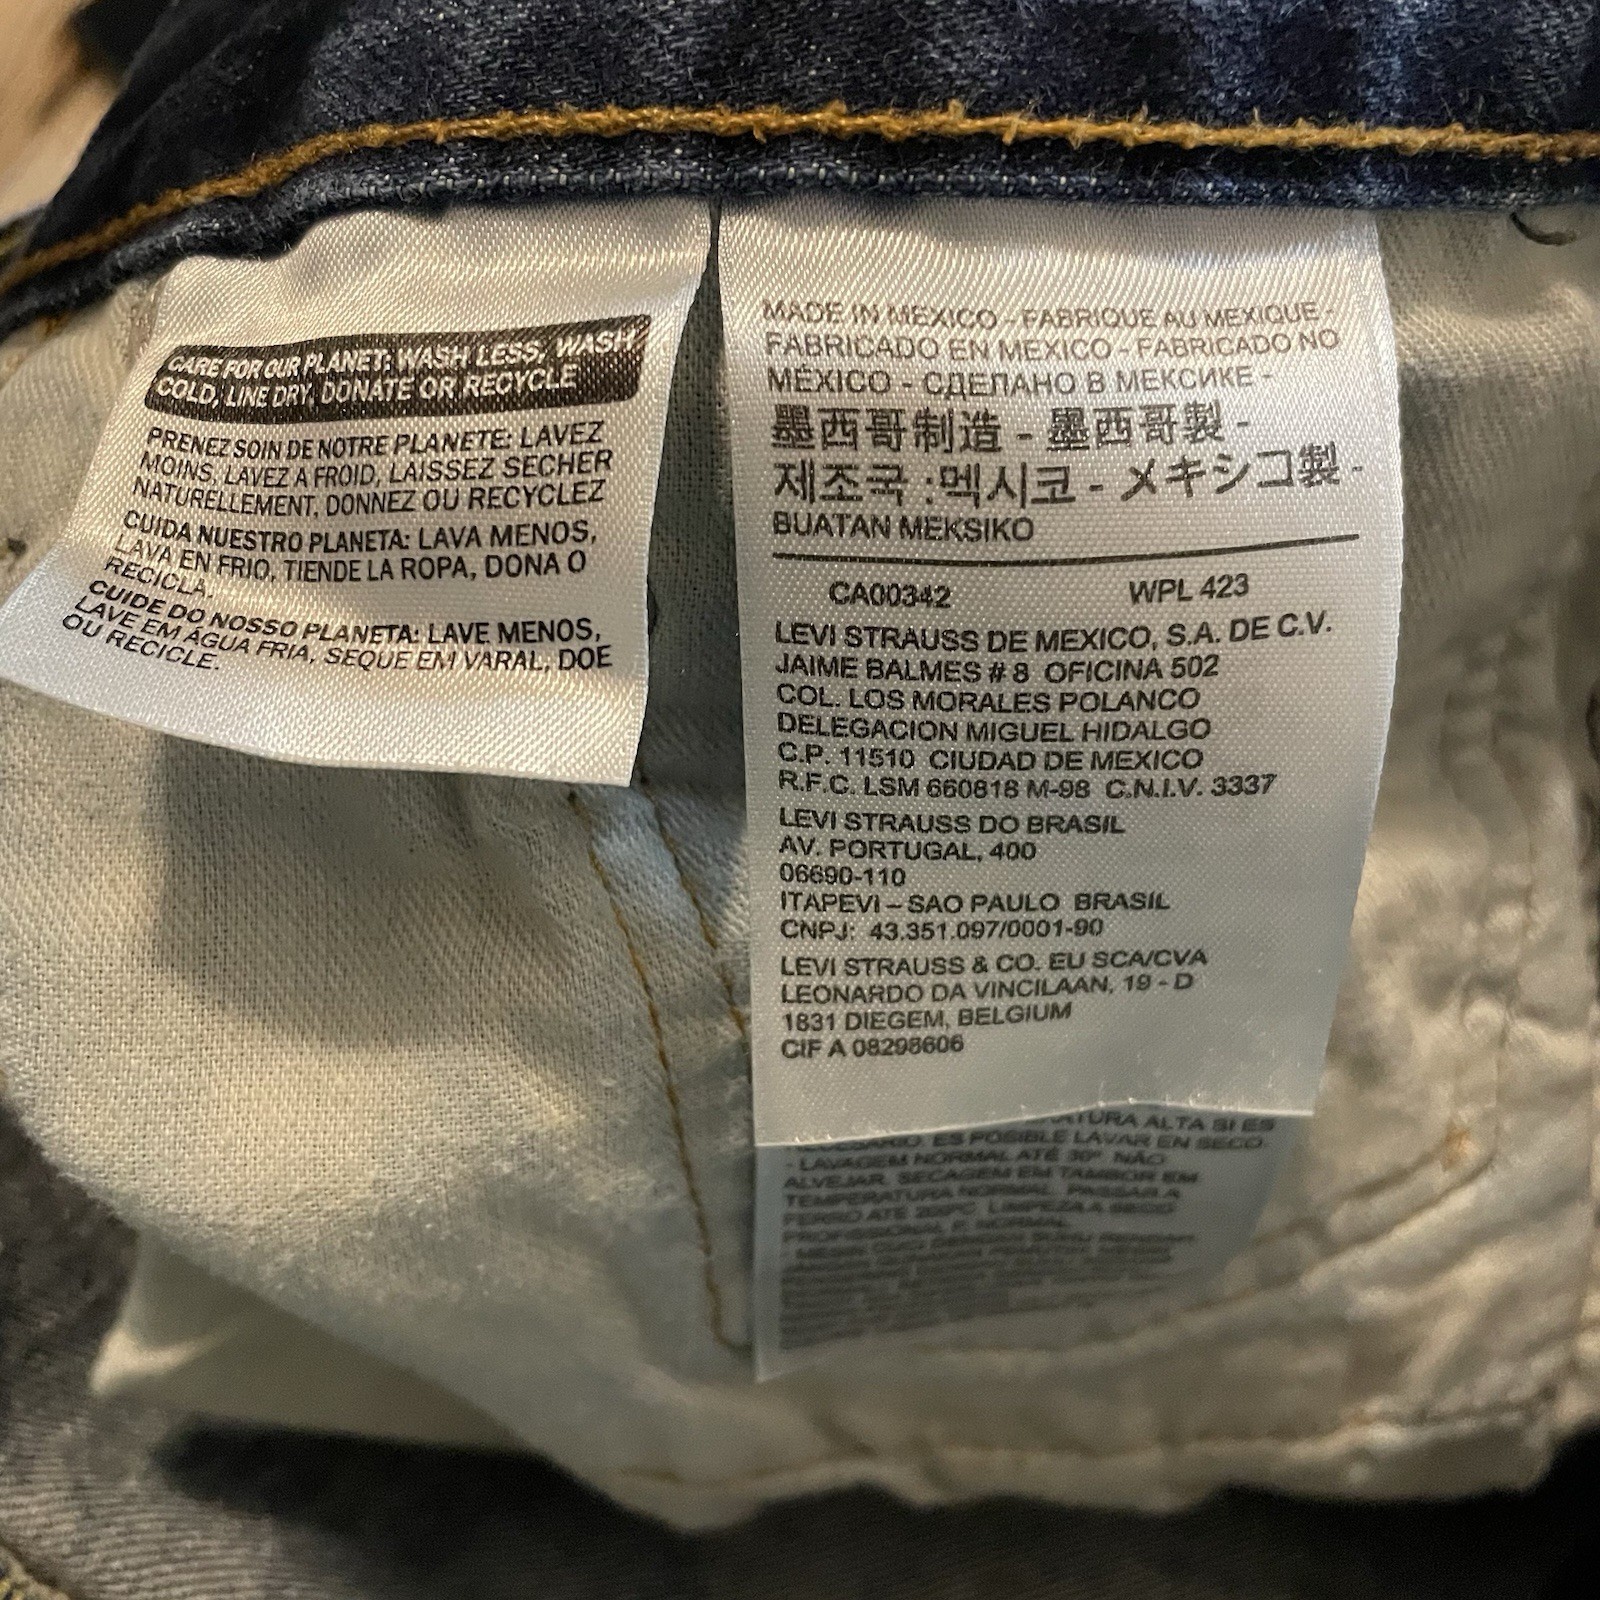 CARE FOR OUR PLANET: WASH LESS, WASH
COLD, LINE DRY, DONATE OR RECYCLE
PRENEZ SOIN DE NOTRE PLANETE: LAVEZ
MOINS, LAVEZ A FROID, LAISSEZ SECHER
NATURELLEMENT, DONNEZ OU RECYCLEZ
CUIDA NUESTRO PLANETA: LAVA MENOS,
LAVA EN FRIO, TIENDE LA ROPA, DONA O
RECICLA.
CUIDE DO NOSSO PLANETA: LAVE MENOS,
LAVE EM ÁGUA FRIA, SEQUE EM VARAL, DOE
OU RECICLE.
MADE IN MEXICO - FABRIQUE AU MEXIQUE -
FABRICADO EN MEXICO - FABRICADO NO
MÉXICO - СДЕЛАНО В МЕКСИКЕ -
墨西哥制造 - 墨西哥製 -
제조국 :멕시코 - メキシコ製 -
BUATAN MEKSIKO
CA00342 WPL 423
LEVI STRAUSS DE MEXICO, S.A. DE C.V.
JAIME BALMES # 8 OFICINA 502
COL. LOS MORALES POLANCO
DELEGACION MIGUEL HIDALGO
C.P. 11510 CIUDAD DE MEXICO
R.F.C. LSM 660818 M-98 C.N.I.V. 3337
LEVI STRAUSS DO BRASIL
AV. PORTUGAL, 400
06690-110
ITAPEVI – SAO PAULO BRASIL
CNPJ: 43.351.097/0001-90
LEVI STRAUSS & CO. EU SCA/CVA
LEONARDO DA VINCILAAN, 19 - D
1831 DIEGEM, BELGIUM
CIF A 08298606
ALTA SI ES
ES POSIBLE LAVAR EN SECO
- LAVAGEM NORMAL ATÉ 30° NÃO
ALVEJAR, SECAGEM EM TAMBOR EM
TEMPERATURA NORMAL, PASSAR A
FERRO ATÉ LIMPEZA A SECO
PROFISSIONAL P, NORMAL